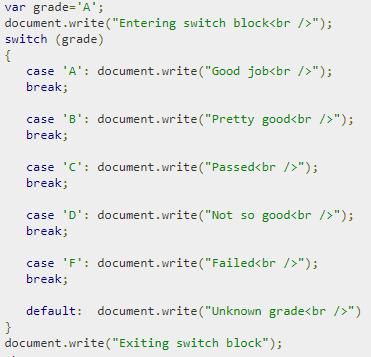 var grade='A';
document.write("Entering switch block<br />");
switch (grade)
{
case 'A': document.write("Good job<br />");
break;
case 'B': document.write("Pretty good<br />");
break;
case 'C': document.write("Passed<br />");
break;
case 'D': document.write("Not so good<br />");
break;
case 'F': document.write("Failed<br />");
break;
default:  document.write("Unknown grade<br />")
}
document.write("Exiting switch block");